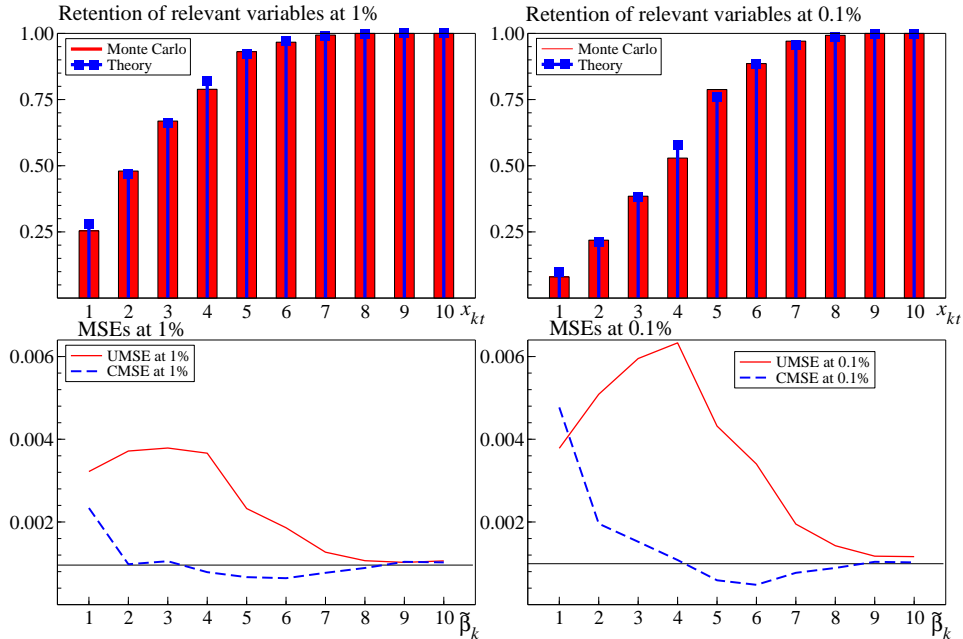 Retention of relevant variables at 1%
1.00
Monte Carlo
Theory
0.75
0.50
0.25
1 2 3 4 5 6 7 8 9 10 x_kt
Retention of relevant variables at 0.1%
1.00
Monte Carlo
Theory
0.75
0.50
0.25
1 2 3 4 5 6 7 8 9 10 x_kt
MSEs at 1%
0.006
UMSE at 1%
CMSE at 1%
0.004
0.002
1 2 3 4 5 6 7 8 9 10 β̃_k
MSEs at 0.1%
0.006
UMSE at 0.1%
CMSE at 0.1%
0.004
0.002
1 2 3 4 5 6 7 8 9 10 β̃_k